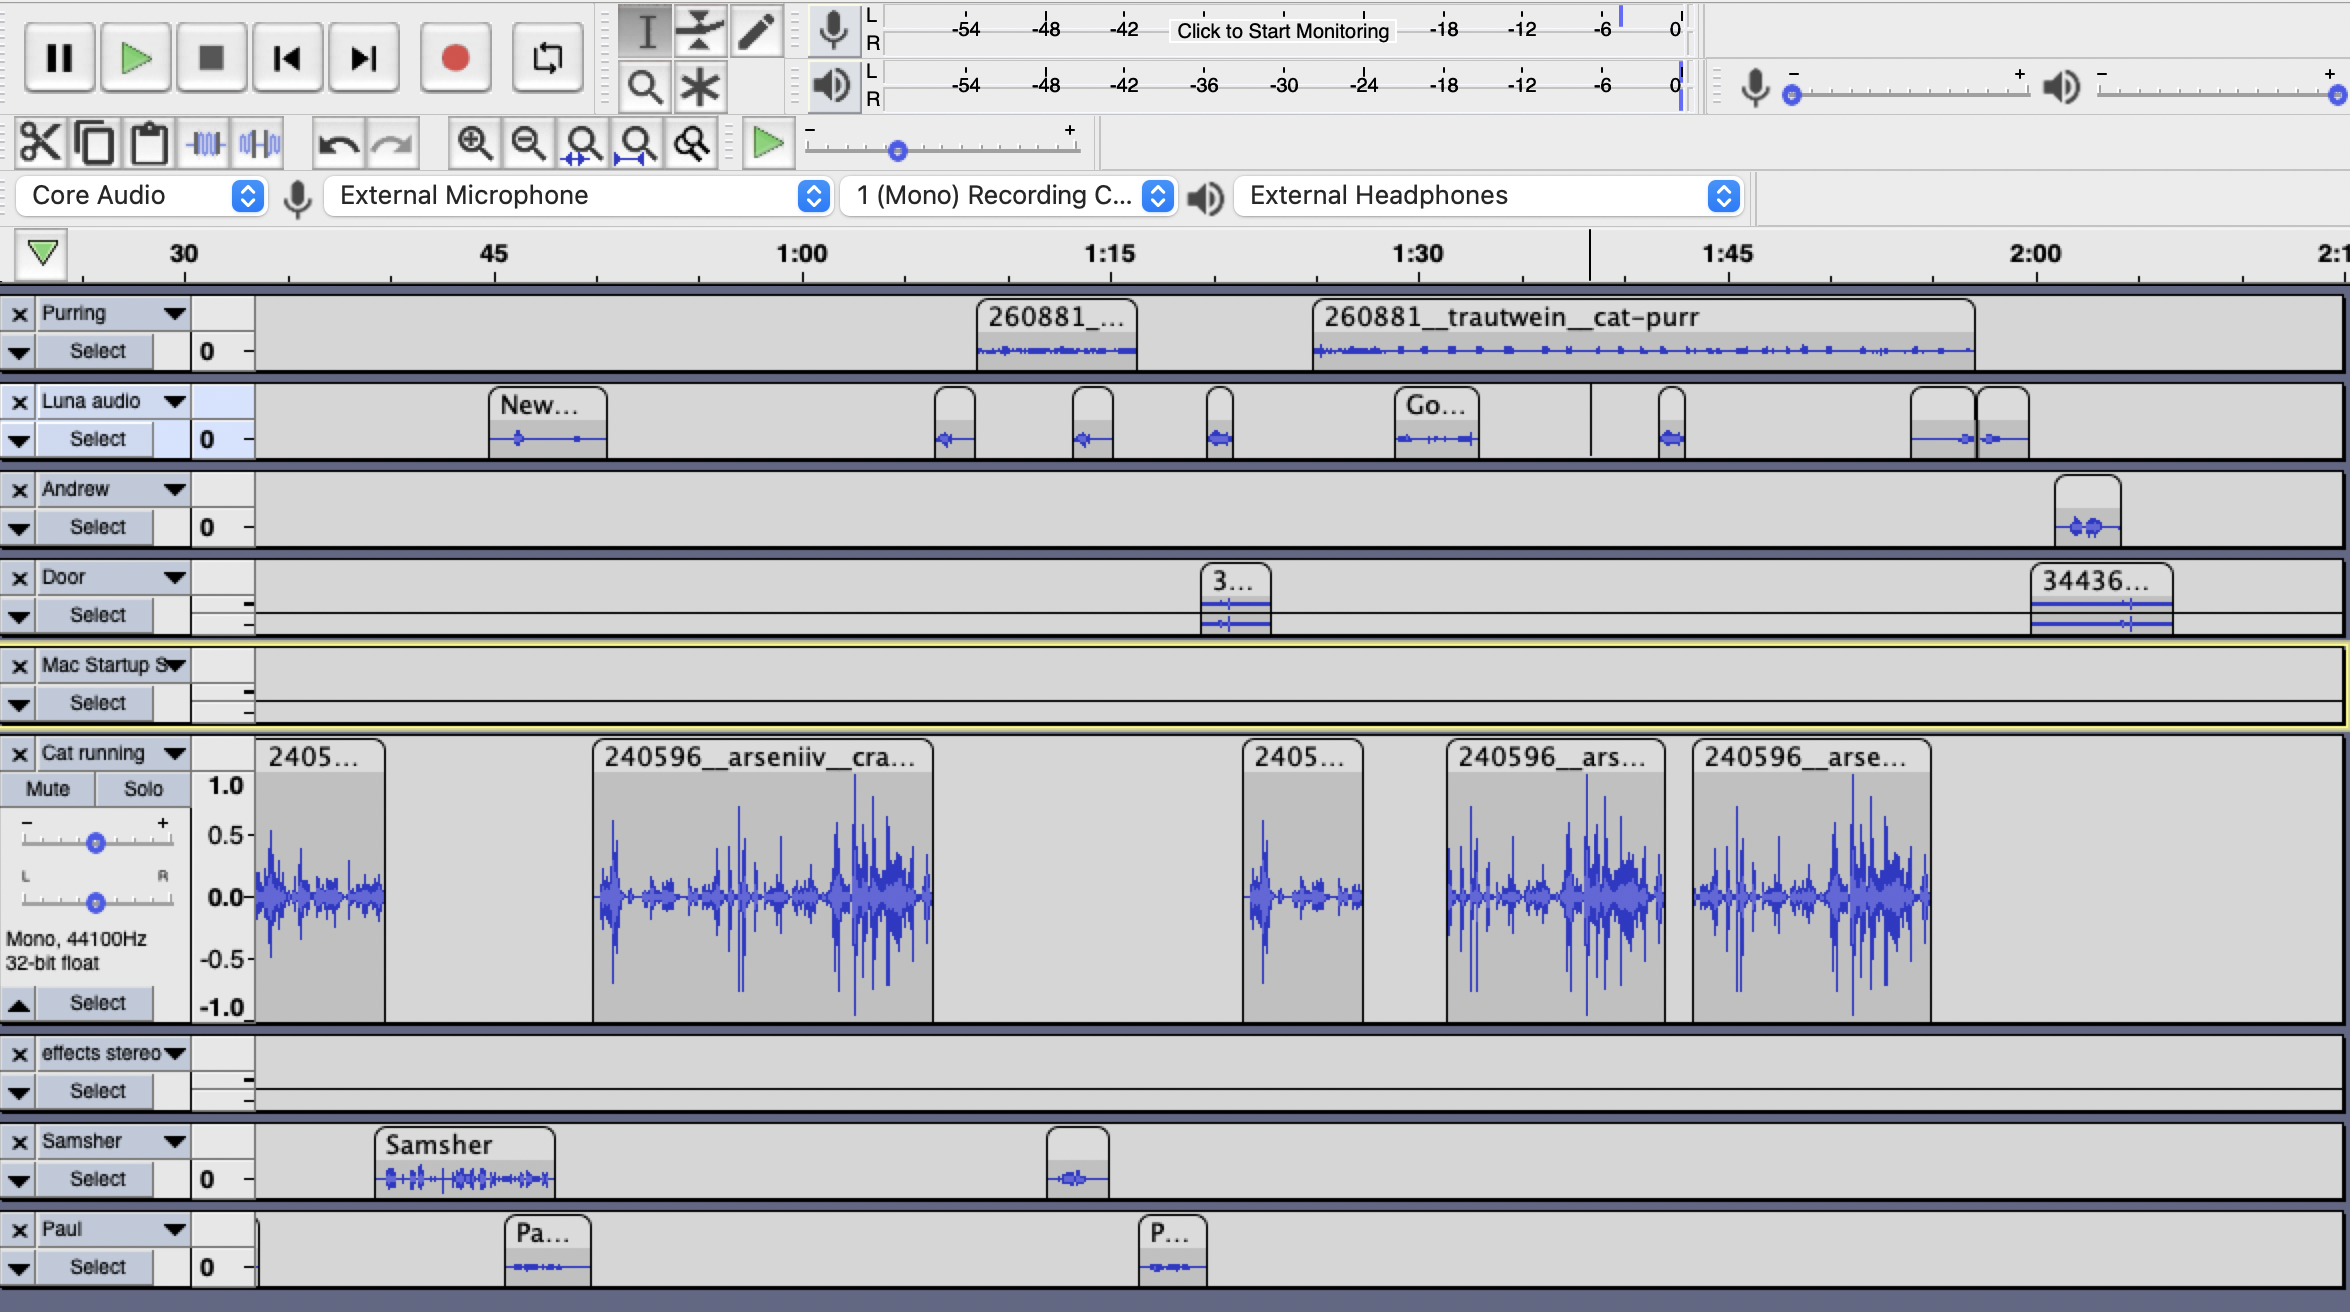 L
R
-54 -48 -42 Click to Start Monitoring -18 -12 -6 0
L
R
-54 -48 -42 -36 -30 -24 -18 -12 -6 0
- +
- +
- +
Core Audio
External Microphone
1 (Mono) Recording C...
External Headphones
30 45 1:00 1:15 1:30 1:45 2:00 2:1
Purring
Select
0
260881_...
260881__trautwein__cat-purr
Luna audio
Select
0
New...
Go...
Andrew
Select
0
Door
Select
3...
34436...
Mac Startup S
Select
Cat running
Mute Solo
- +
L R
Mono, 44100Hz
32-bit float
Select
1.0
0.5
0.0
-0.5
-1.0
2405...
240596__arseniiv__cra...
2405...
240596__ars...
240596__arse...
effects stereo
Select
Samsher
Select
0
Samsher
Paul
Select
0
Pa...
P...